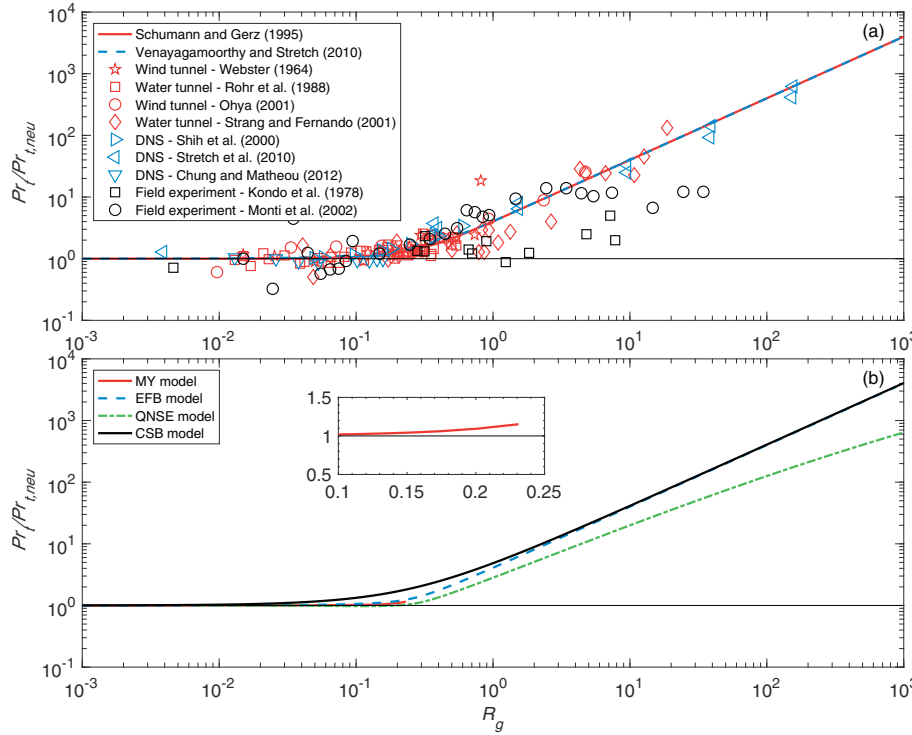 (a)
Schumann and Gerz (1995)
Venayagamoorthy and Stretch (2010)
Wind tunnel - Webster (1964)
Water tunnel - Rohr et al. (1988)
Wind tunnel - Ohya (2001)
Water tunnel - Strang and Fernando (2001)
DNS - Shih et al. (2000)
DNS - Stretch et al. (2010)
DNS - Chung and Matheou (2012)
Field experiment - Kondo et al. (1978)
Field experiment - Monti et al. (2002)
Pr_t/Pr_{t,neu}
10^4
10^3
10^2
10^1
10^0
10^-1
10^-3 10^-2 10^-1 10^0 10^1 10^2 10^3
(b)
MY model
EFB model
QNSE model
CSB model
1.5
1
0.5
0.1 0.15 0.2 0.25
Pr_t/Pr_{t,neu}
10^4
10^3
10^2
10^1
10^0
10^-1
10^-3 10^-2 10^-1 10^0 10^1 10^2 10^3
R_g